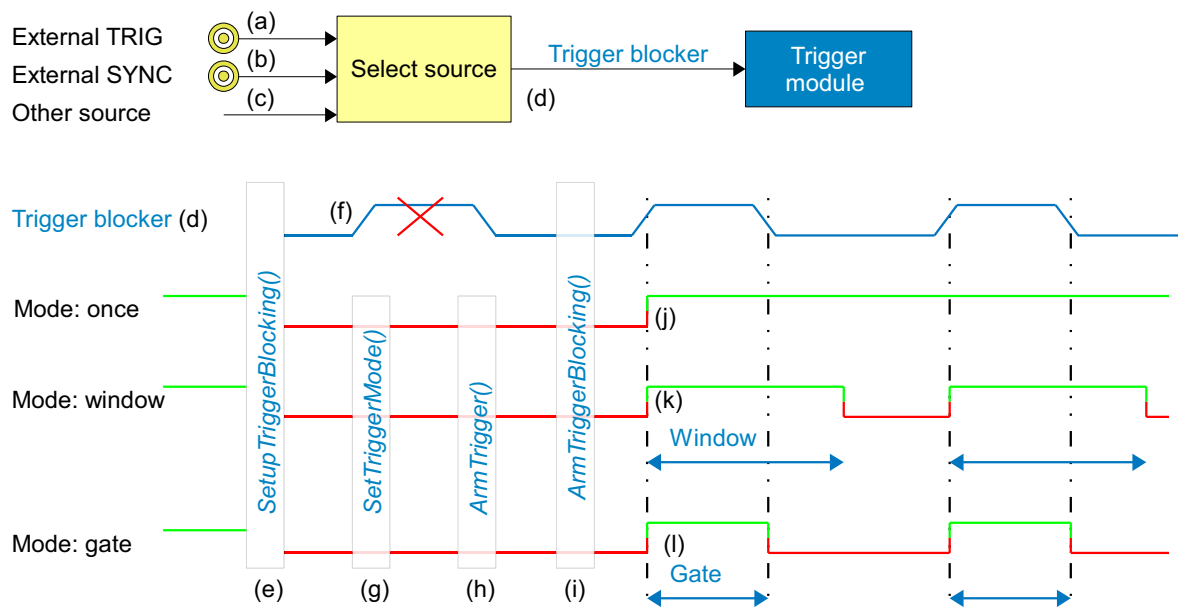 External TRIG
(a)
External SYNC
(b)
Other source
(c)
Select source
Trigger blocker
(d)
Trigger
module
Trigger blocker (d)
(f)
Mode: once
(j)
Mode: window
(k)
Window
Mode: gate
(l)
Gate
SetupTriggerBlocking()
SetTriggerMode()
ArmTrigger()
ArmTriggerBlocking()
(e)
(g)
(h)
(i)